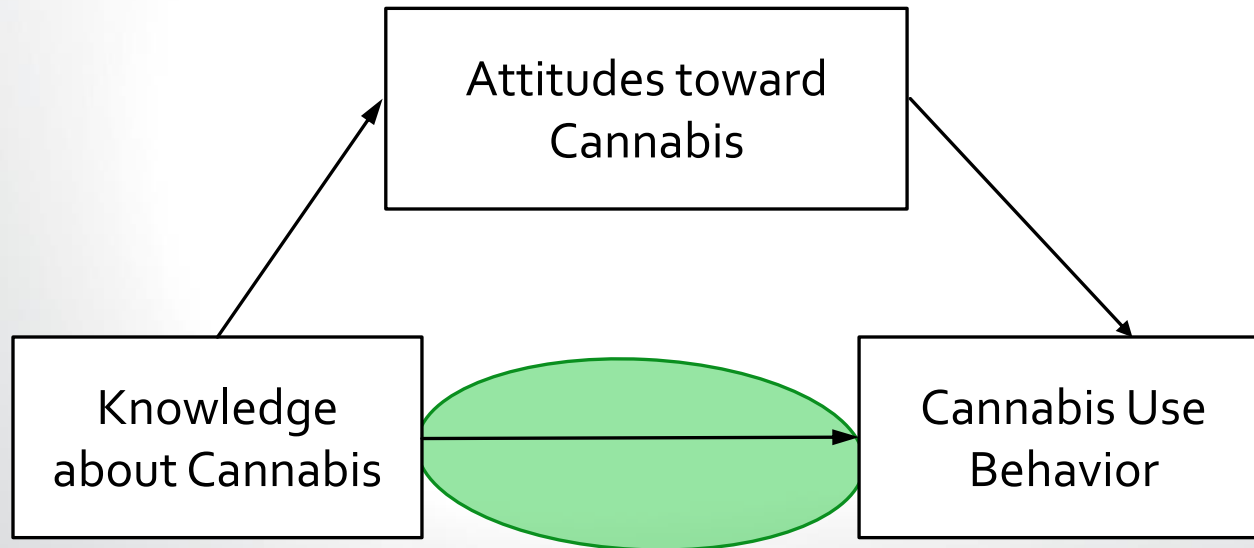 Attitudes toward
Cannabis
Knowledge
about Cannabis
Cannabis Use
Behavior